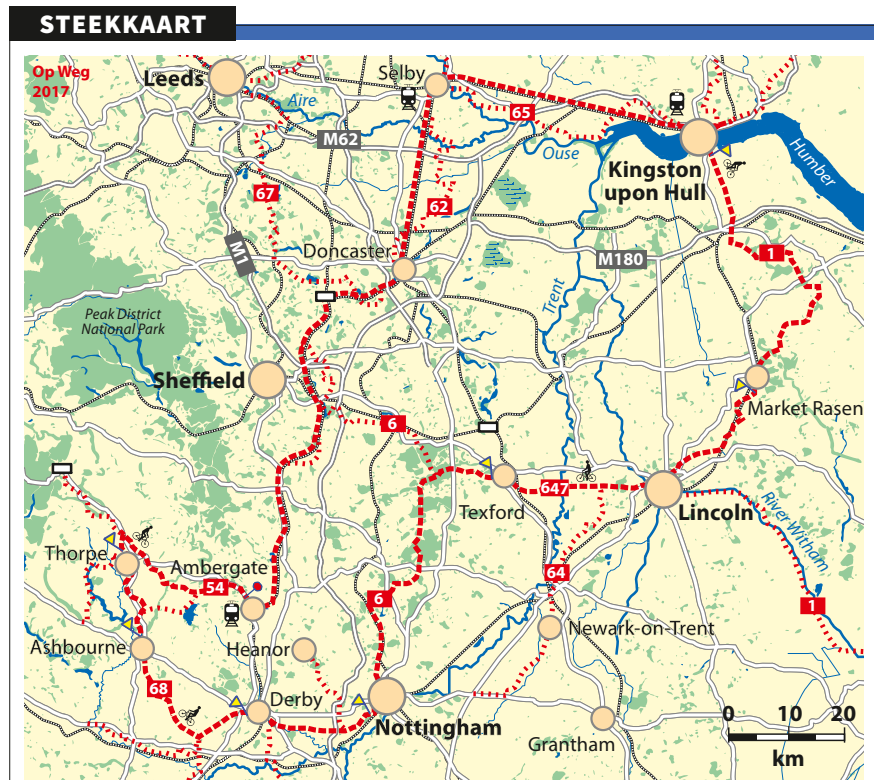 STEEKKAART
Op Weg
2017
Leeds
Selby
Aire
65
M62
Ouse
Kingston
upon Hull
Humber
67
62
M1
Doncaster
M180
1
Trent
Peak District
National Park
Sheffield
Market Rasen
6
Texford
647
Lincoln
River Witham
Thorpe
Ambergate
54
64
6
1
Ashbourne
Heanor
Newark-on-Trent
68
Derby
Nottingham
Grantham
0 10 20
km